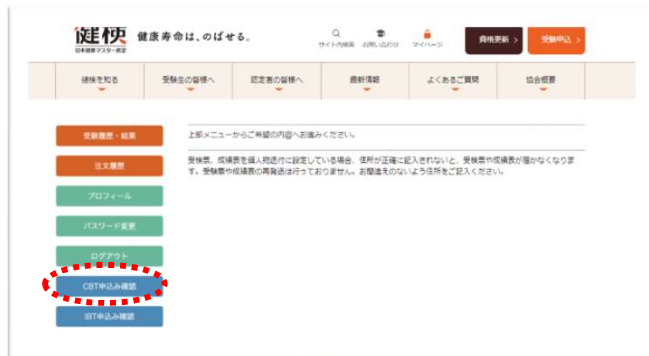 健検 健康寿命は、のばせる。
日本健康マスター検定
サイト内検索 お問い合わせ マイページ
資格更新 > 受験申込 >
健検を知る 受験生の皆様へ 認定者の皆様へ 最新情報 よくあるご質問 協会概要
受験履歴・結果
上部メニューからご希望の内容へお進みください。
注文履歴
受検票、成績表を個人宛送付に設定している場合、住所が正確に記入されないと、受検票や成績表が届かなくなりま
す。受験票や成績表の再発送は行っておりません。お間違えのないよう住所をご記入ください。
プロフィール
パスワード変更
ログアウト
CBT申込み確認
IBT申込み確認